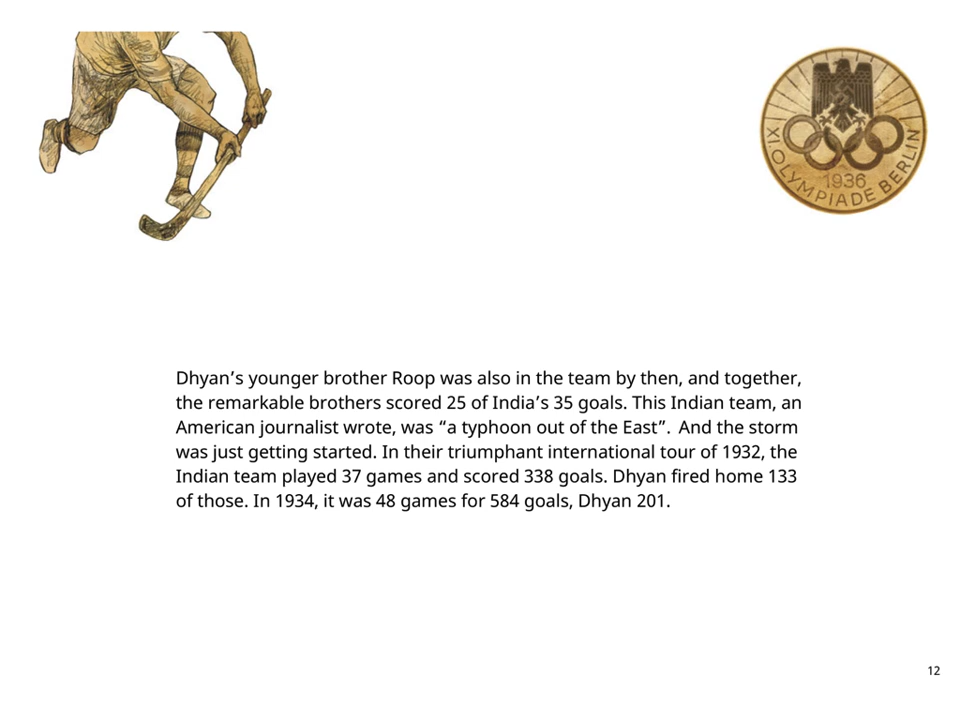 XI. OLYMPIADE BERLIN
1936
Dhyan’s younger brother Roop was also in the team by then, and together,
the remarkable brothers scored 25 of India’s 35 goals. This Indian team, an
American journalist wrote, was “a typhoon out of the East”. And the storm
was just getting started. In their triumphant international tour of 1932, the
Indian team played 37 games and scored 338 goals. Dhyan fired home 133
of those. In 1934, it was 48 games for 584 goals, Dhyan 201.
12